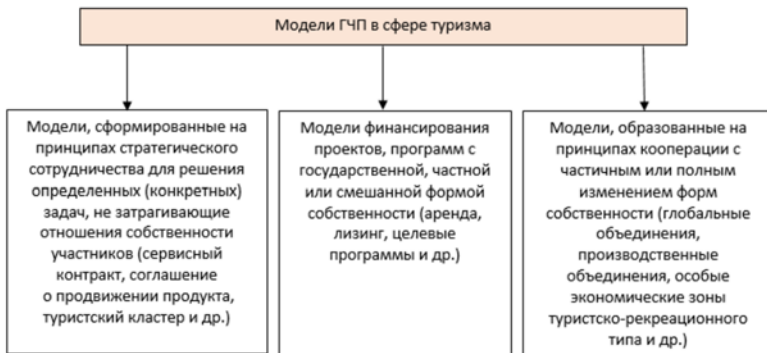 Модели ГЧП в сфере туризма
Модели, сформированные на
принципах стратегического
сотрудничества для решения
определенных (конкретных)
задач, не затрагивающие
отношения собственности
участников (сервисный
контракт, соглашение
о продвижении продукта,
туристский кластер и др.)
Модели финансирования
проектов, программ с
государственной, частной
или смешанной формой
собственности (аренда,
лизинг, целевые
программы и др.)
Модели, образованные на
принципах кооперации с
частичным или полным
изменением форм
собственности (глобальные
объединения,
производственные
объединения, особые
экономические зоны
туристско-рекреационного
типа и др.)